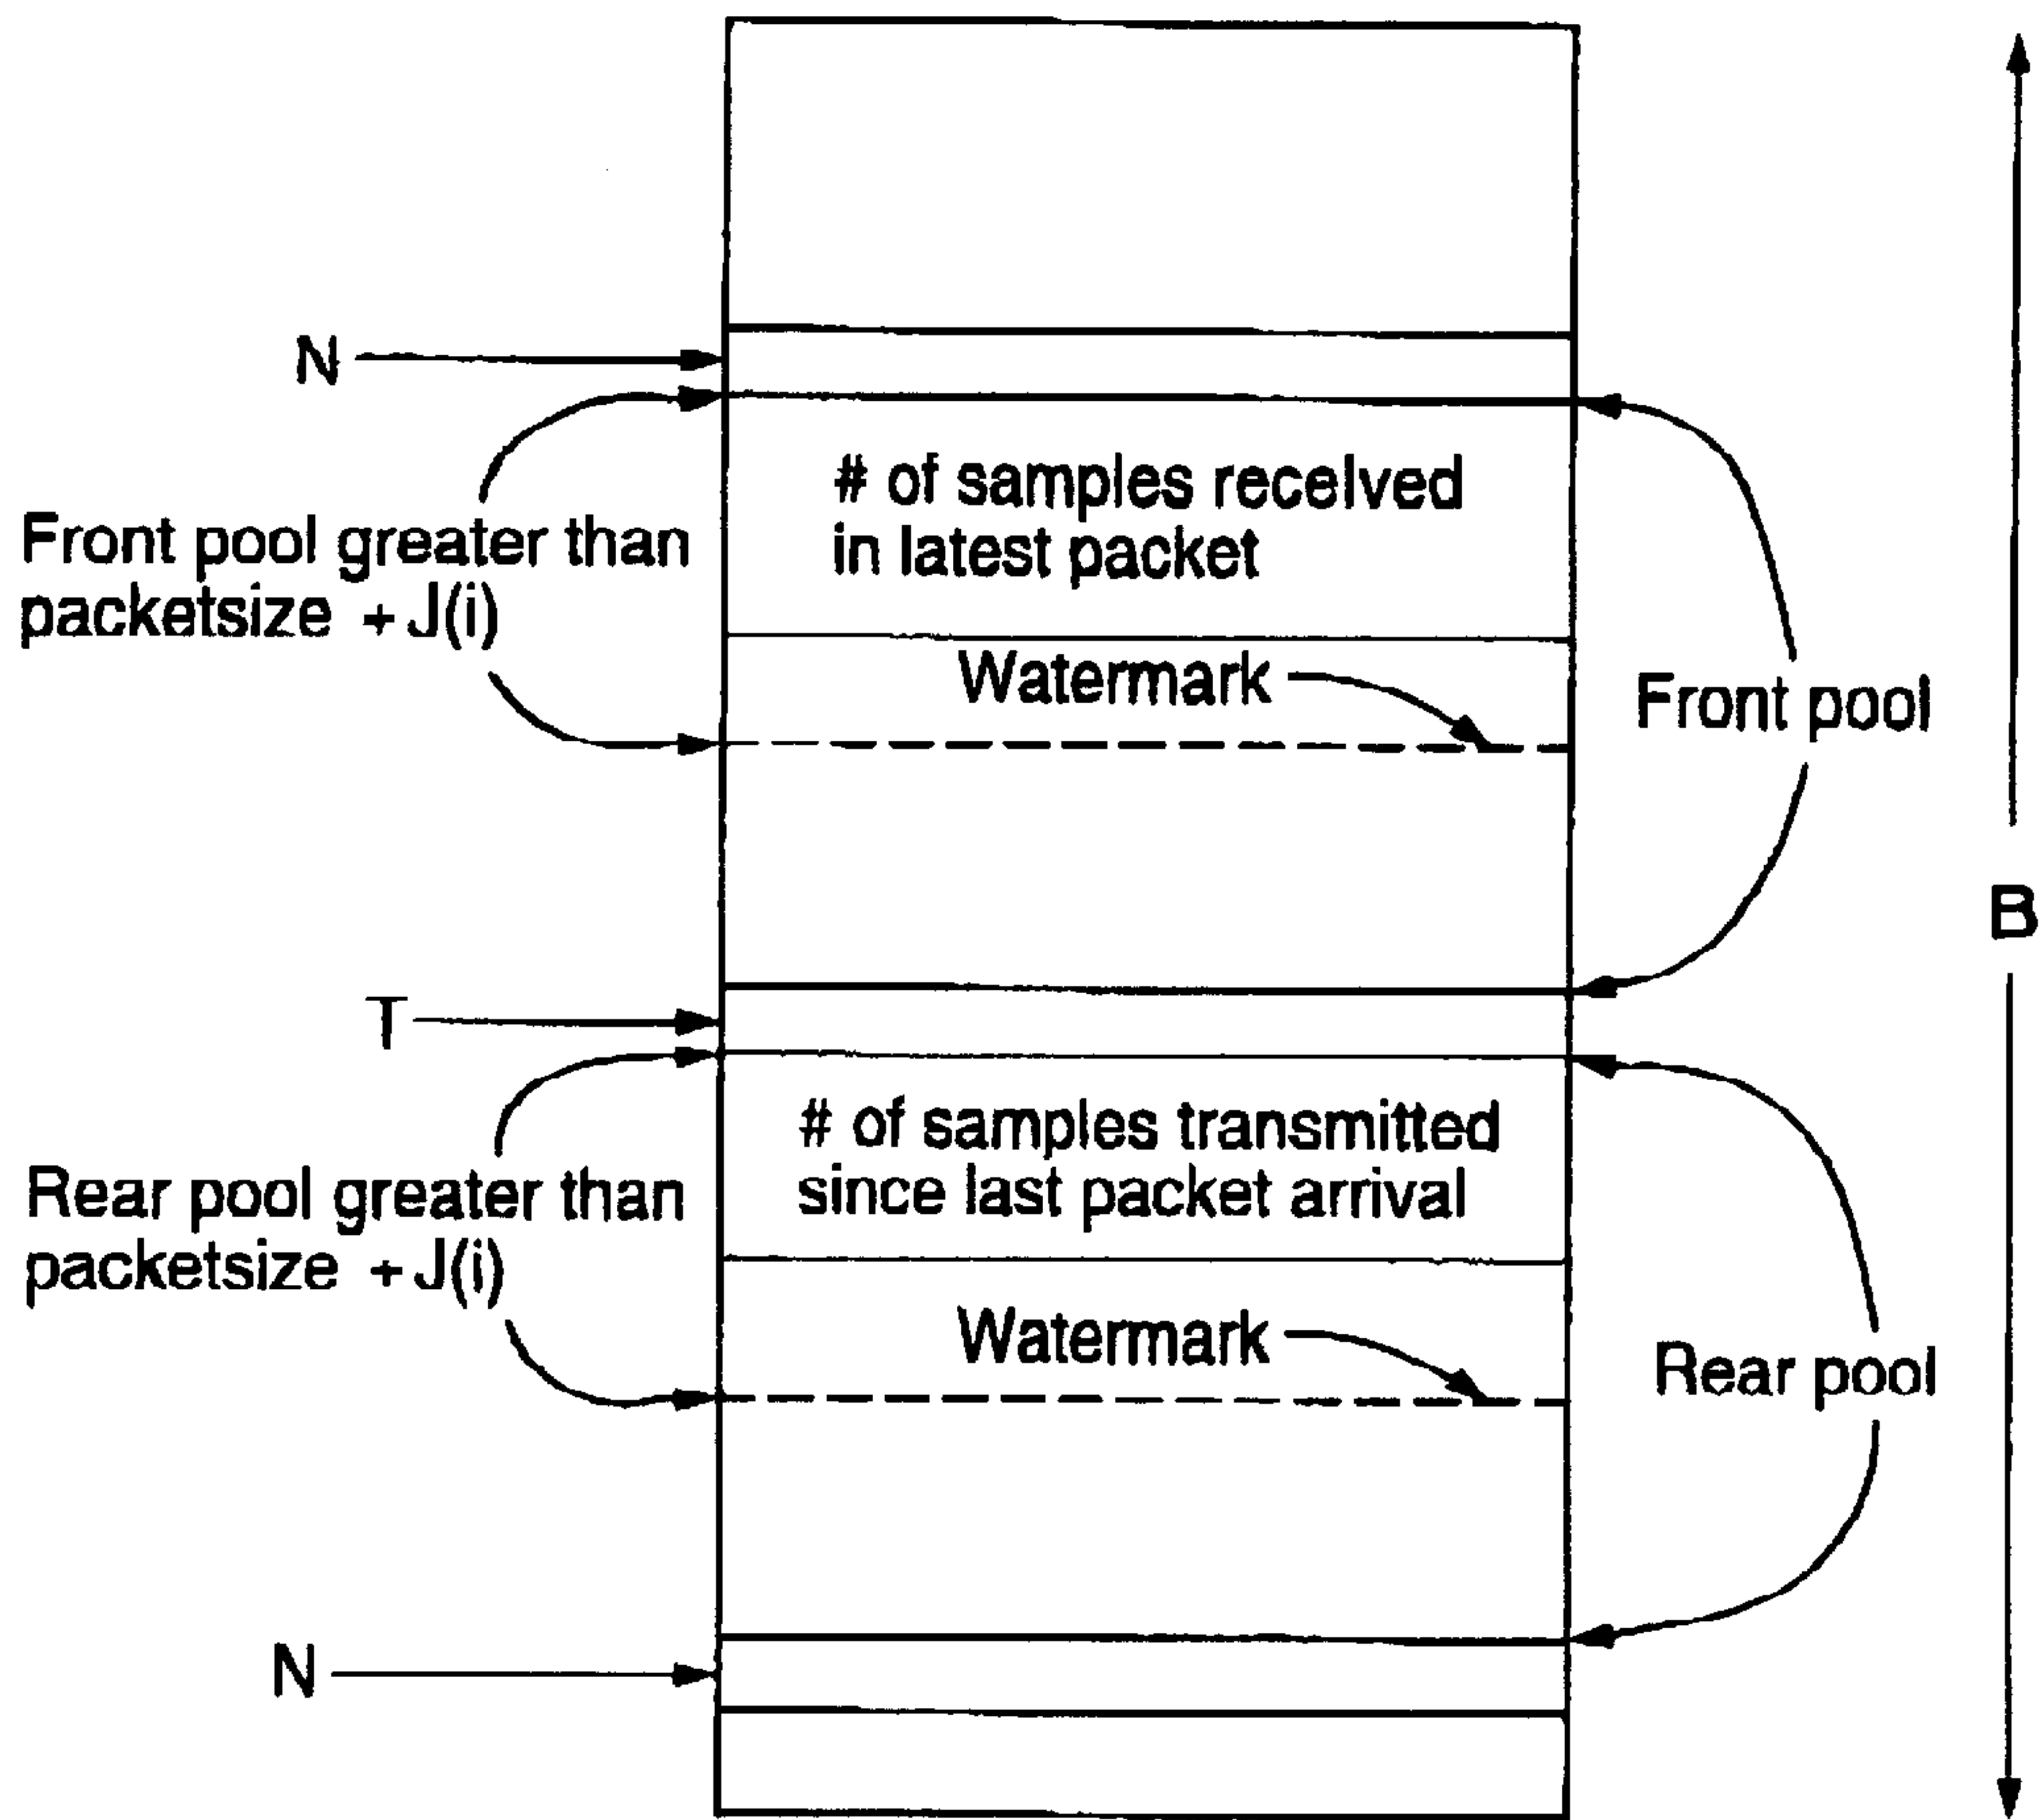 N
# of samples received
in latest packet
Front pool greater than
packetsize + J(i)
Watermark
Front pool
B
T
# of samples transmitted
since last packet arrival
Rear pool greater than
packetsize + J(i)
Watermark
Rear pool
N